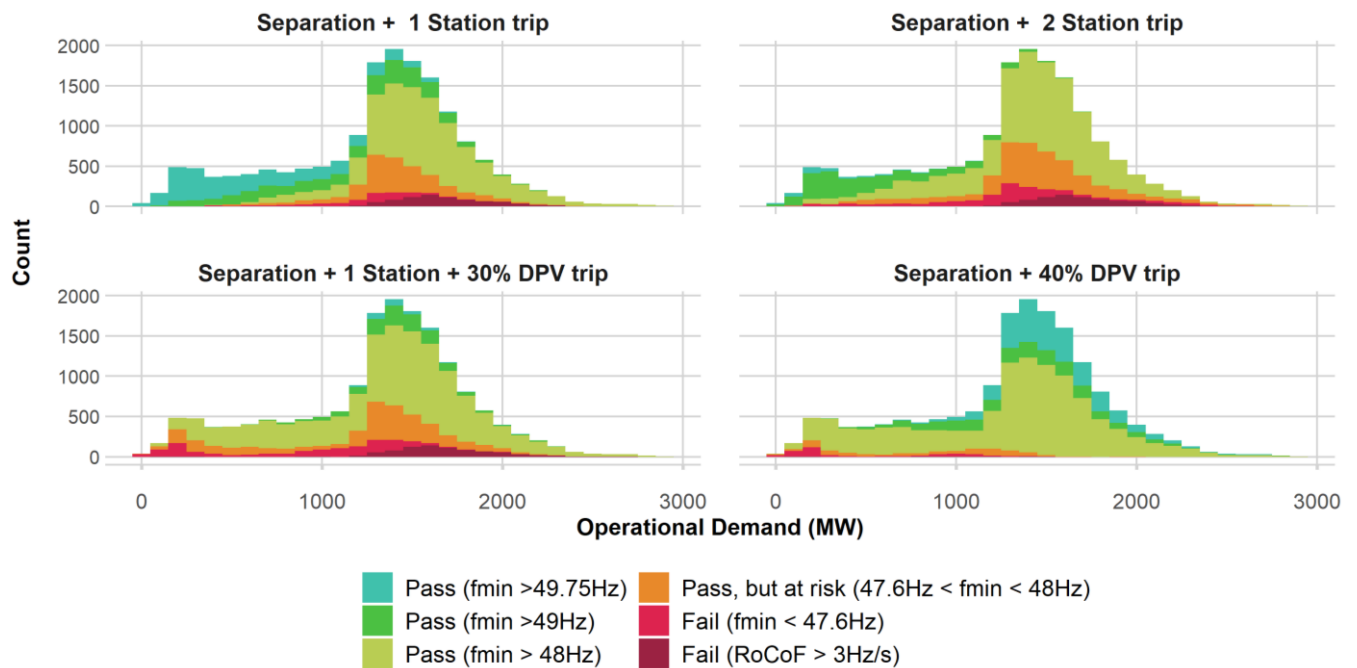 Separation +  1 Station trip
Separation +  2 Station trip
2000
1500
1000
500
0
Separation + 1 Station + 30% DPV trip
Separation + 40% DPV trip
2000
1500
1000
500
0
Count
0 1000 2000 3000
0 1000 2000 3000
Operational Demand (MW)
Pass (fmin >49.75Hz)
Pass (fmin >49Hz)
Pass (fmin > 48Hz)
Pass, but at risk (47.6Hz < fmin < 48Hz)
Fail (fmin < 47.6Hz)
Fail (RoCoF > 3Hz/s)